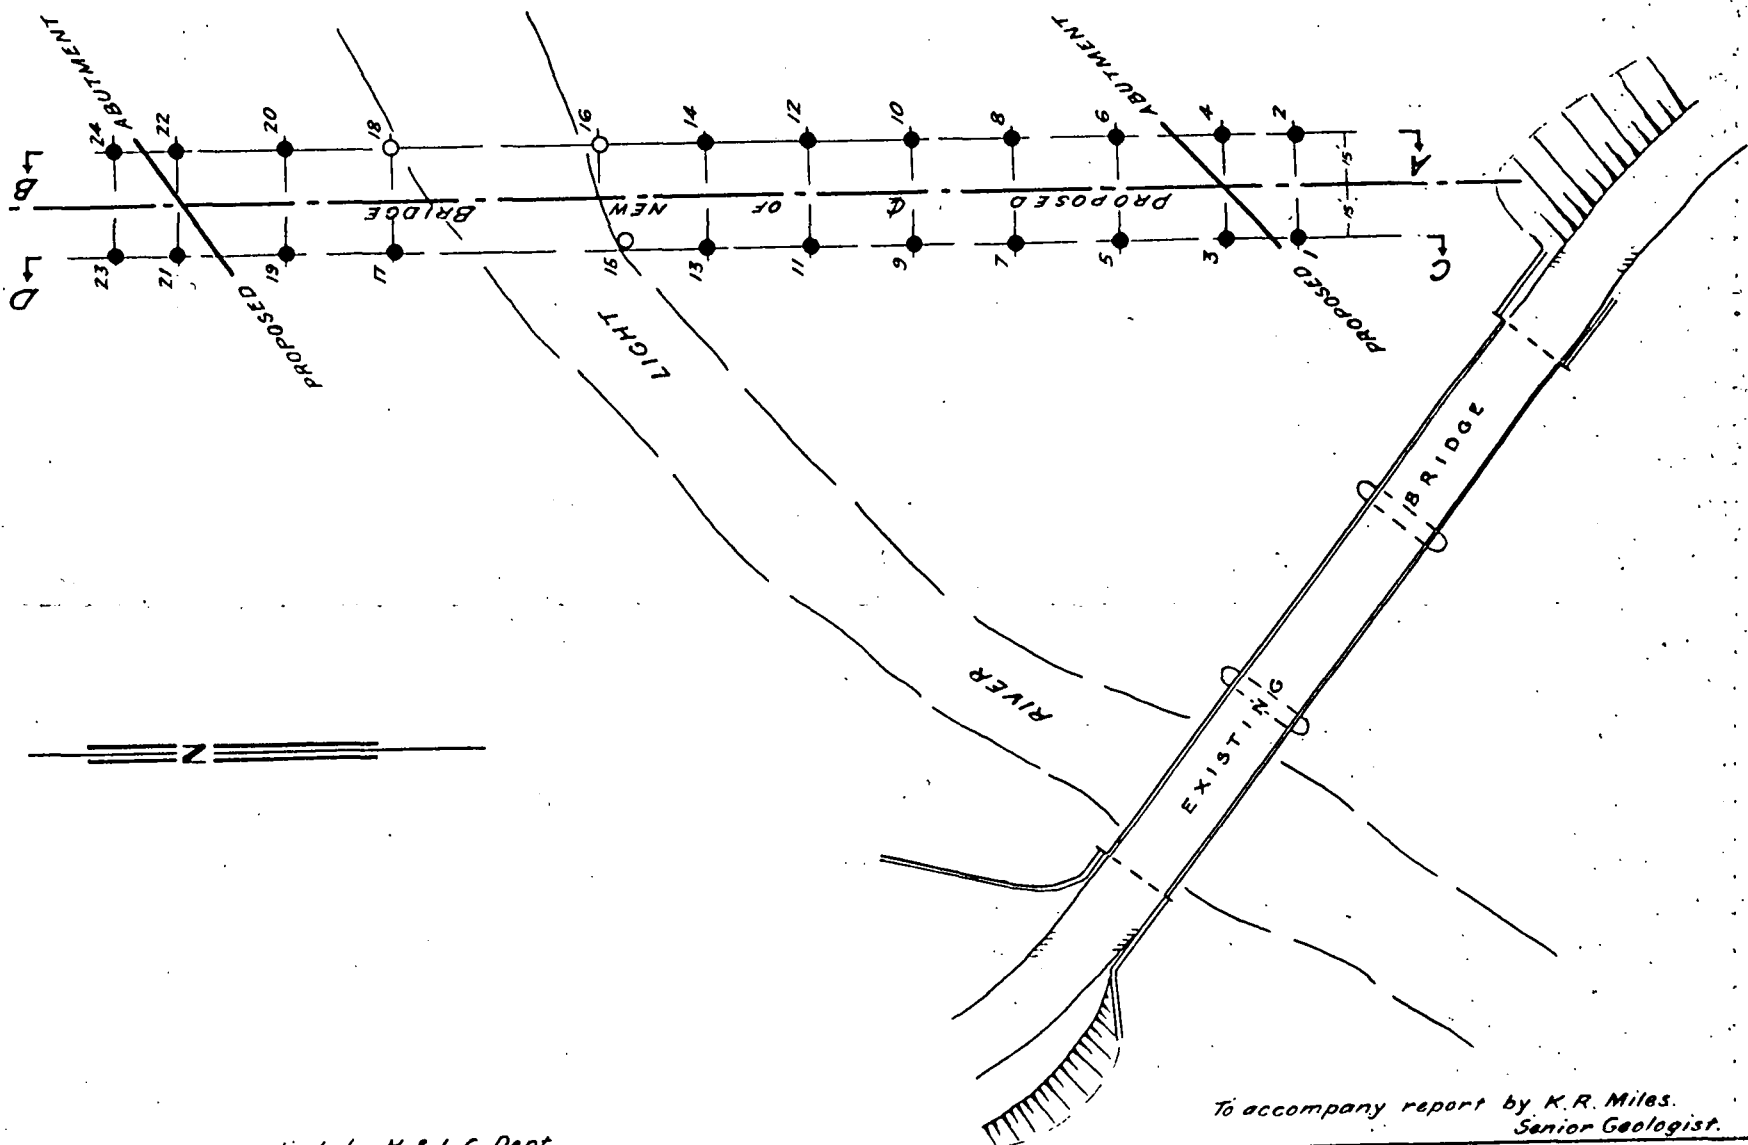 ABUTMENT
ABUTMENT
24 22 20 18 16 14 12 10 8 6 4 2
B
A
15'
15'
PROPOSED ℄ OF NEW BRIDGE
D
C
23 21 19 17 15 13 11 9 7 5 3 1
PROPOSED
PROPOSED
LIGHT
RIVER
EXISTING BRIDGE
N
To accompany report by K.R. Miles.
Senior Geologist.
by H. & L.G. Dept.